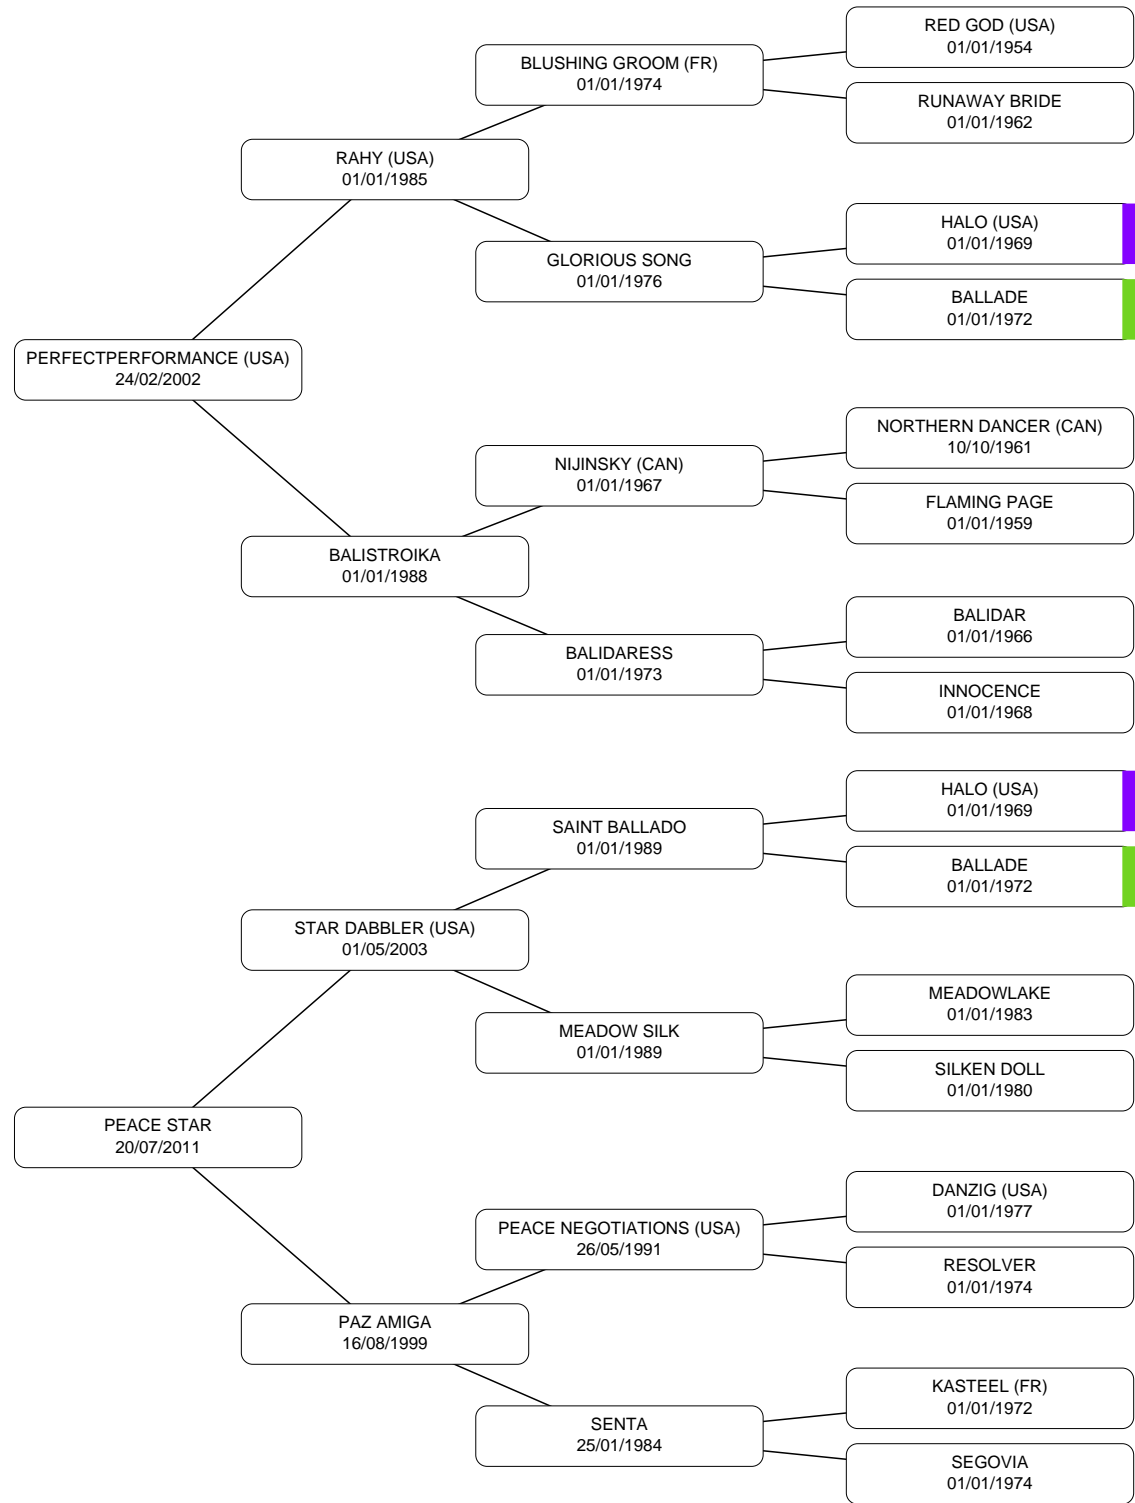 RED GOD (USA)
01/01/1954
BLUSHING GROOM (FR)
01/01/1974
RUNAWAY BRIDE
01/01/1962
RAHY (USA)
01/01/1985
HALO (USA)
01/01/1969
GLORIOUS SONG
01/01/1976
BALLADE
01/01/1972
PERFECTPERFORMANCE (USA)
24/02/2002
NORTHERN DANCER (CAN)
10/10/1961
NIJINSKY (CAN)
01/01/1967
FLAMING PAGE
01/01/1959
BALISTROIKA
01/01/1988
BALIDAR
01/01/1966
BALIDARESS
01/01/1973
INNOCENCE
01/01/1968
HALO (USA)
01/01/1969
SAINT BALLADO
01/01/1989
BALLADE
01/01/1972
STAR DABBLER (USA)
01/05/2003
MEADOWLAKE
01/01/1983
MEADOW SILK
01/01/1989
SILKEN DOLL
01/01/1980
PEACE STAR
20/07/2011
DANZIG (USA)
01/01/1977
PEACE NEGOTIATIONS (USA)
26/05/1991
RESOLVER
01/01/1974
PAZ AMIGA
16/08/1999
KASTEEL (FR)
01/01/1972
SENTA
25/01/1984
SEGOVIA
01/01/1974